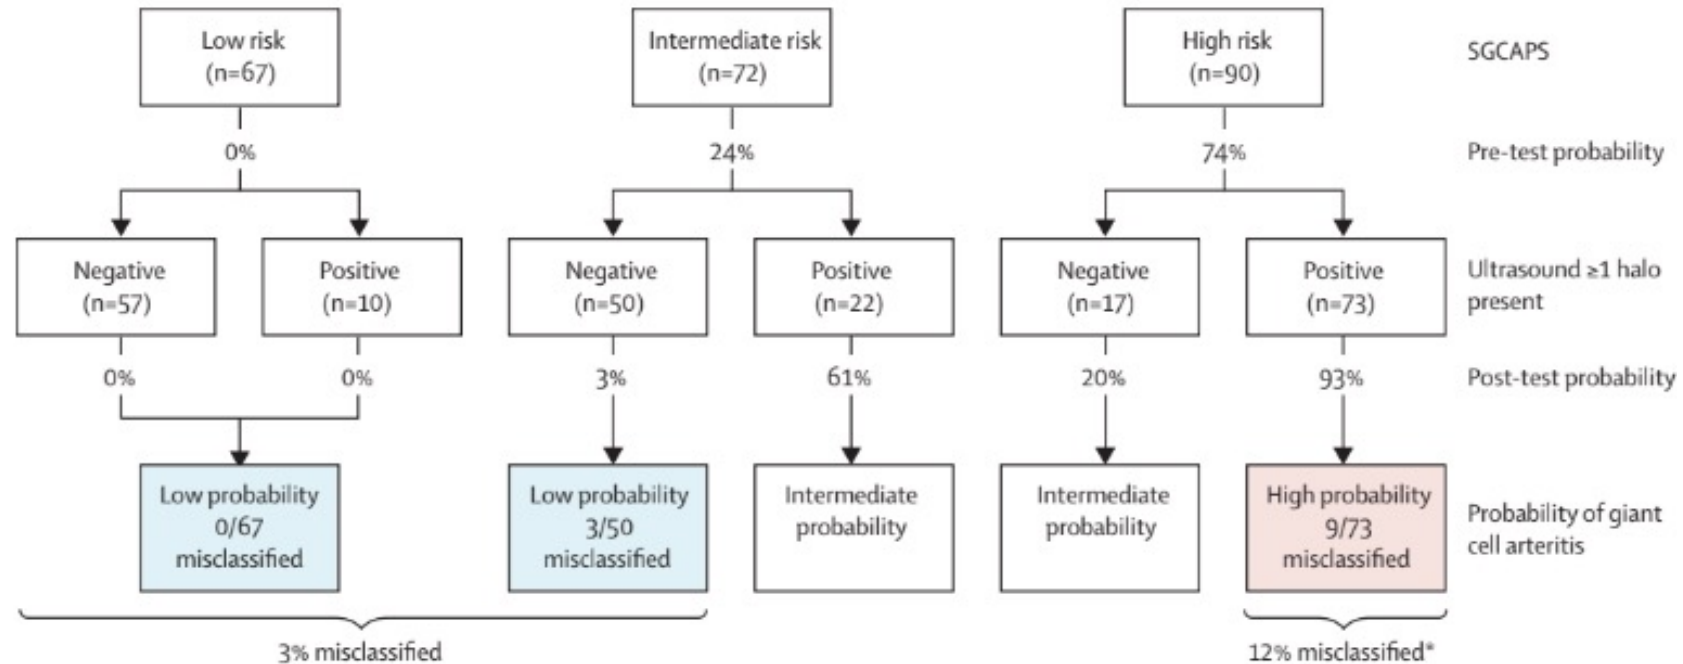 Low risk
(n=67)
Intermediate risk
(n=72)
High risk
(n=90)
SGCAPS
0%
24%
74%
Pre-test probability
Negative
(n=57)
Positive
(n=10)
Negative
(n=50)
Positive
(n=22)
Negative
(n=17)
Positive
(n=73)
Ultrasound ≥1 halo
present
0%
0%
3%
61%
20%
93%
Post-test probability
Low probability
0/67
misclassified
Low probability
3/50
misclassified
Intermediate
probability
Intermediate
probability
High probability
9/73
misclassified
Probability of giant
cell arteritis
3% misclassified
12% misclassified*